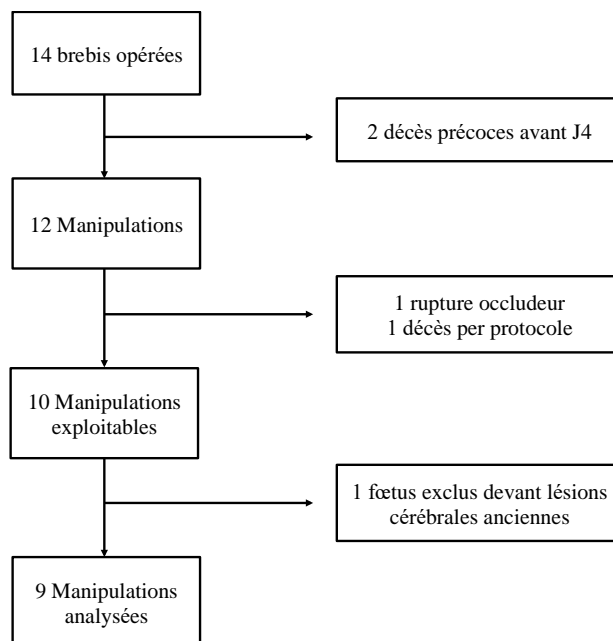 14 brebis opérées
2 décès précoces avant J4
12 Manipulations
1 rupture occludeur
1 décès per protocole
10 Manipulations
exploitables
1 fœtus exclus devant lésions
cérébrales anciennes
9 Manipulations
analysées